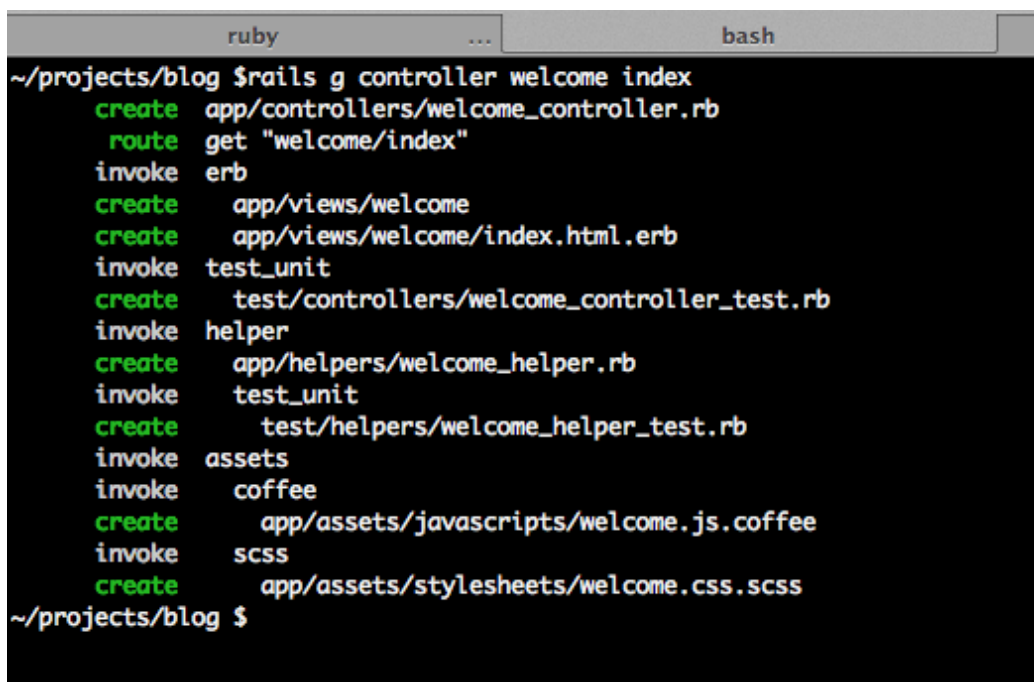 ruby ... bash
~/projects/blog $rails g controller welcome index
create app/controllers/welcome_controller.rb
route get "welcome/index"
invoke erb
create app/views/welcome
create app/views/welcome/index.html.erb
invoke test_unit
create test/controllers/welcome_controller_test.rb
invoke helper
create app/helpers/welcome_helper.rb
invoke test_unit
create test/helpers/welcome_helper_test.rb
invoke assets
invoke coffee
create app/assets/javascripts/welcome.js.coffee
invoke scss
create app/assets/stylesheets/welcome.css.scss
~/projects/blog $